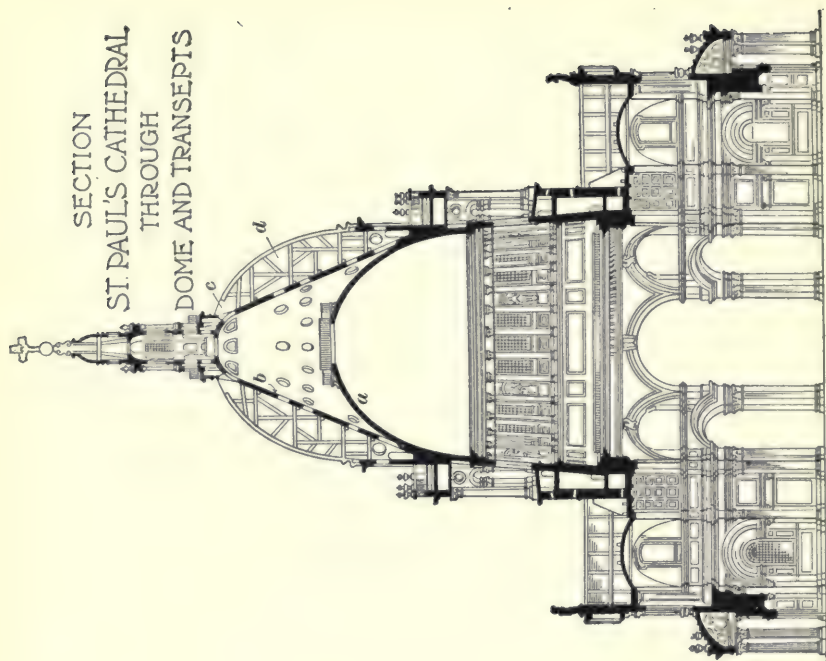 SECTION
ST. PAUL'S CATHEDRAL
THROUGH
DOME AND TRANSEPTS
c
d
b
a